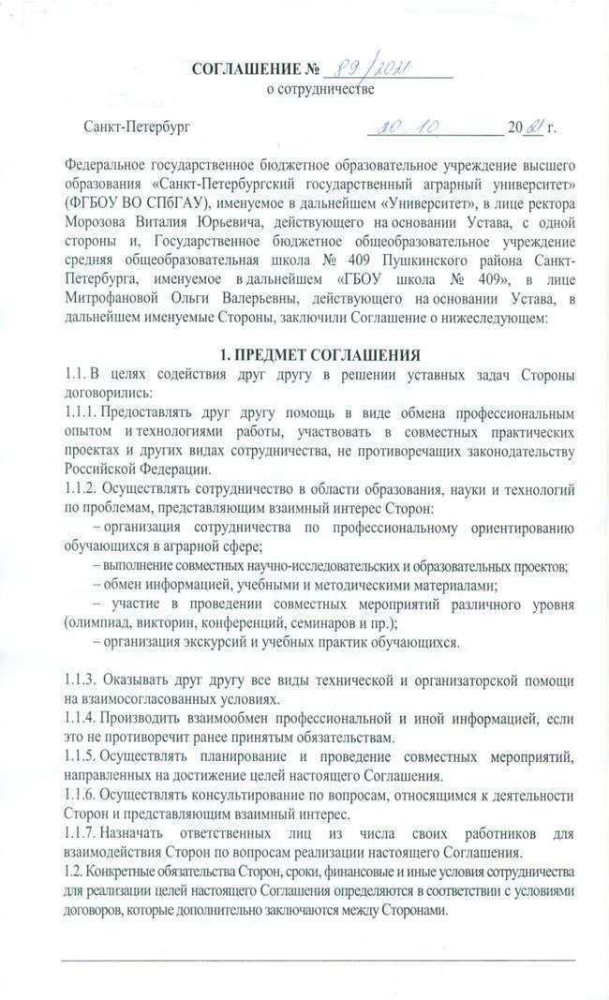 СОГЛАШЕНИЕ № 89/2021
о сотрудничестве
Санкт-Петербург 20.10 2021 г.
Федеральное государственное бюджетное образовательное учреждение высшего
образования «Санкт-Петербургский государственный аграрный университет»
(ФГБОУ ВО СПбГАУ), именуемое в дальнейшем «Университет», в лице ректора
Морозова Виталия Юрьевича, действующего на основании Устава, с одной
стороны и, Государственное бюджетное общеобразовательное учреждение
средняя общеобразовательная школа № 409 Пушкинского района Санкт-
Петербурга, именуемое в дальнейшем «ГБОУ школа № 409», в лице
Митрофановой Ольги Валерьевны, действующего на основании Устава, в
дальнейшем именуемые Стороны, заключили Соглашение о нижеследующем:
1. ПРЕДМЕТ СОГЛАШЕНИЯ
1.1. В целях содействия друг другу в решении уставных задач Стороны
договорились:
1.1.1. Предоставлять друг другу помощь в виде обмена профессиональным
опытом и технологиями работы, участвовать в совместных практических
проектах и других видах сотрудничества, не противоречащих законодательству
Российской Федерации.
1.1.2. Осуществлять сотрудничество в области образования, науки и технологий
по проблемам, представляющим взаимный интерес Сторон:
– организация сотрудничества по профессиональному ориентированию
обучающихся в аграрной сфере;
– выполнение совместных научно-исследовательских и образовательных проектов;
– обмен информацией, учебными и методическими материалами;
– участие в проведении совместных мероприятий различного уровня
(олимпиад, викторин, конференций, семинаров и пр.);
– организация экскурсий и учебных практик обучающихся.
1.1.3. Оказывать друг другу все виды технической и организаторской помощи
на взаимосогласованных условиях.
1.1.4. Производить взаимообмен профессиональной и иной информацией, если
это не противоречит ранее принятым обязательствам.
1.1.5. Осуществлять планирование и проведение совместных мероприятий,
направленных на достижение целей настоящего Соглашения.
1.1.6. Осуществлять консультирование по вопросам, относящимся к деятельности
Сторон и представляющим взаимный интерес.
1.1.7. Назначать ответственных лиц из числа своих работников для
взаимодействия Сторон по вопросам реализации настоящего Соглашения.
1.2. Конкретные обязательства Сторон, сроки, финансовые и иные условия сотрудничества
для реализации целей настоящего Соглашения определяются в соответствии с условиями
договоров, которые дополнительно заключаются между Сторонами.